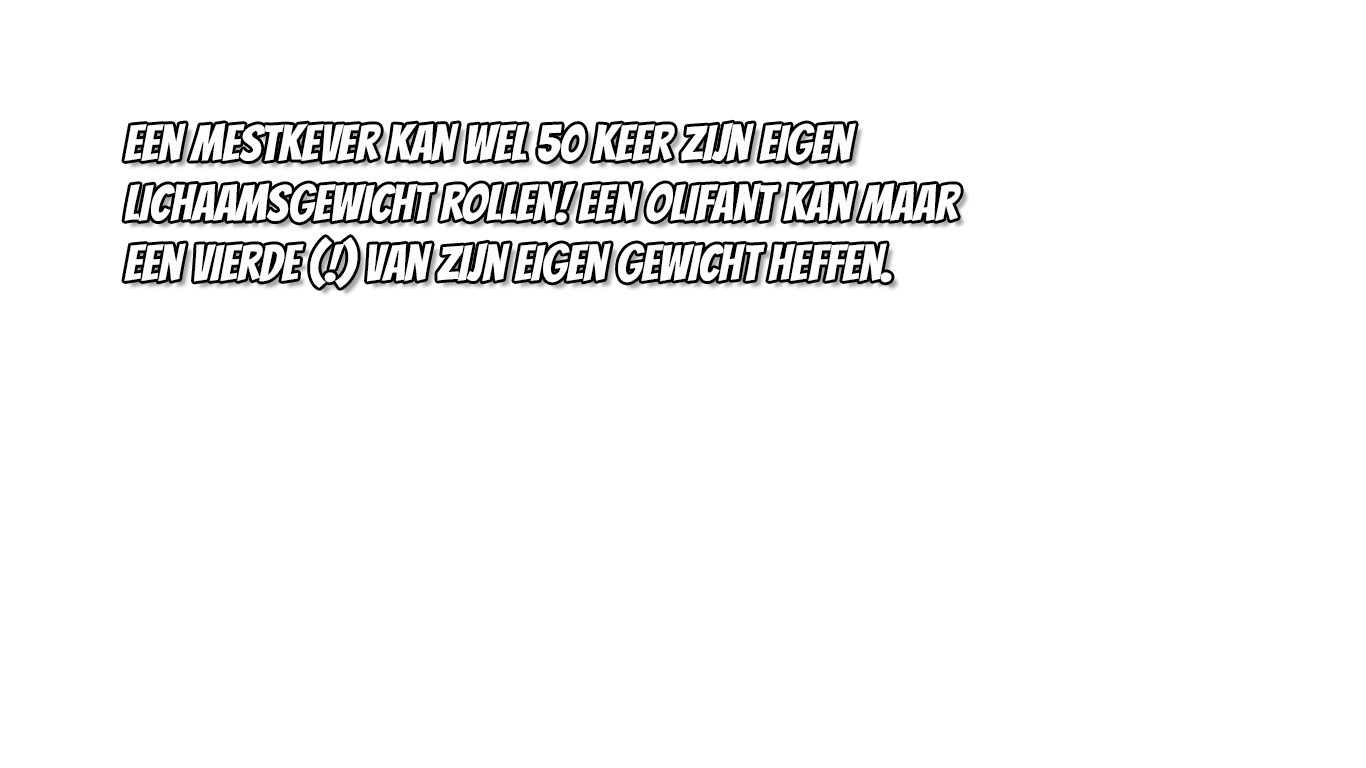 EEN MESTKEVER KAN WEL 50 KEER ZIJN EIGEN
LICHAAMSGEWICHT ROLLEN! EEN OLIFANT KAN MAAR
EEN VIERDE (!) VAN ZIJN EIGEN GEWICHT HEFFEN.